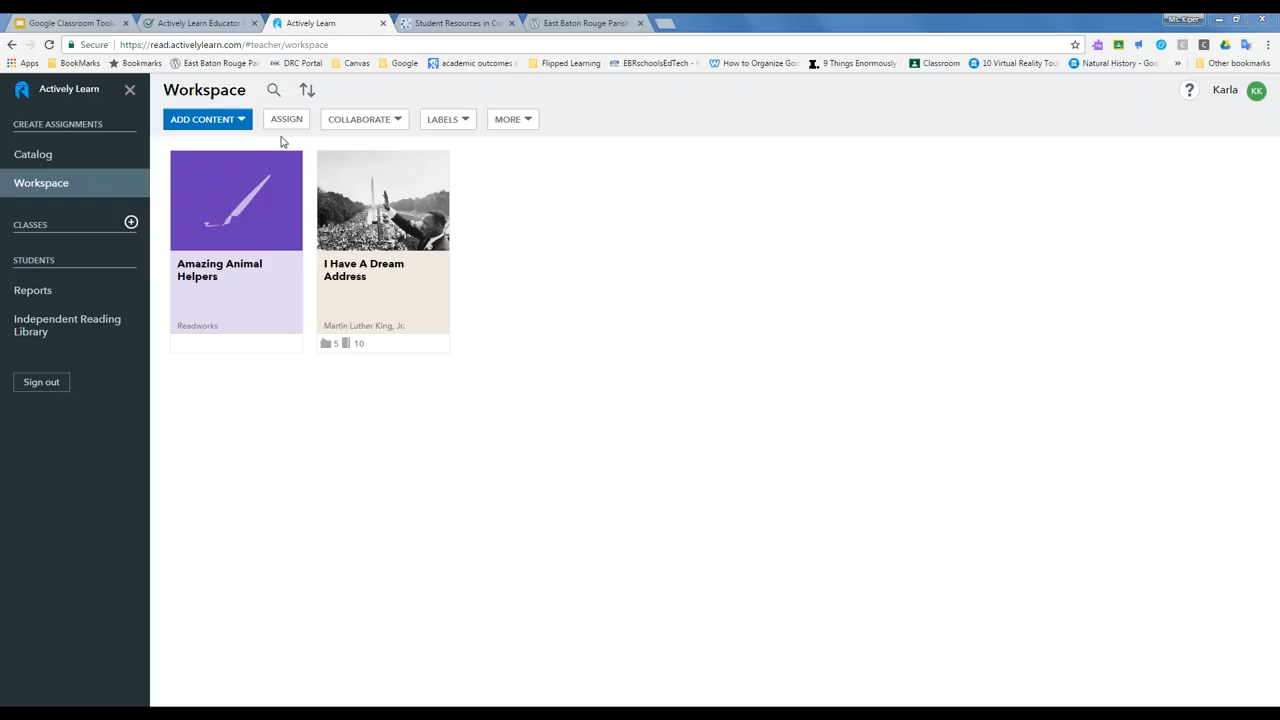 Google Classroom Tools
Actively Learn Educator
Actively Learn
Student Resources in Co
East Baton Rouge Parish
Ms. Kiper
Secure
https://read.activelylearn.com/#teacher/workspace
Apps
BookMarks
Bookmarks
East Baton Rouge Par
DRC Portal
Canvas
Google
academic outcomes
Flipped Learning
EBRschoolsEdTech -
How to Organize Goo
9 Things Enormously
Classroom
10 Virtual Reality Tou
Natural History - Goo
»
Other bookmarks
Actively Learn
CREATE ASSIGNMENTS
Catalog
Workspace
CLASSES
STUDENTS
Reports
Independent Reading
Library
Sign out
Workspace
?
Karla
KK
ADD CONTENT
ASSIGN
COLLABORATE
LABELS
MORE
Amazing Animal
Helpers
Readworks
I Have A Dream
Address
Martin Luther King, Jr.
5
10